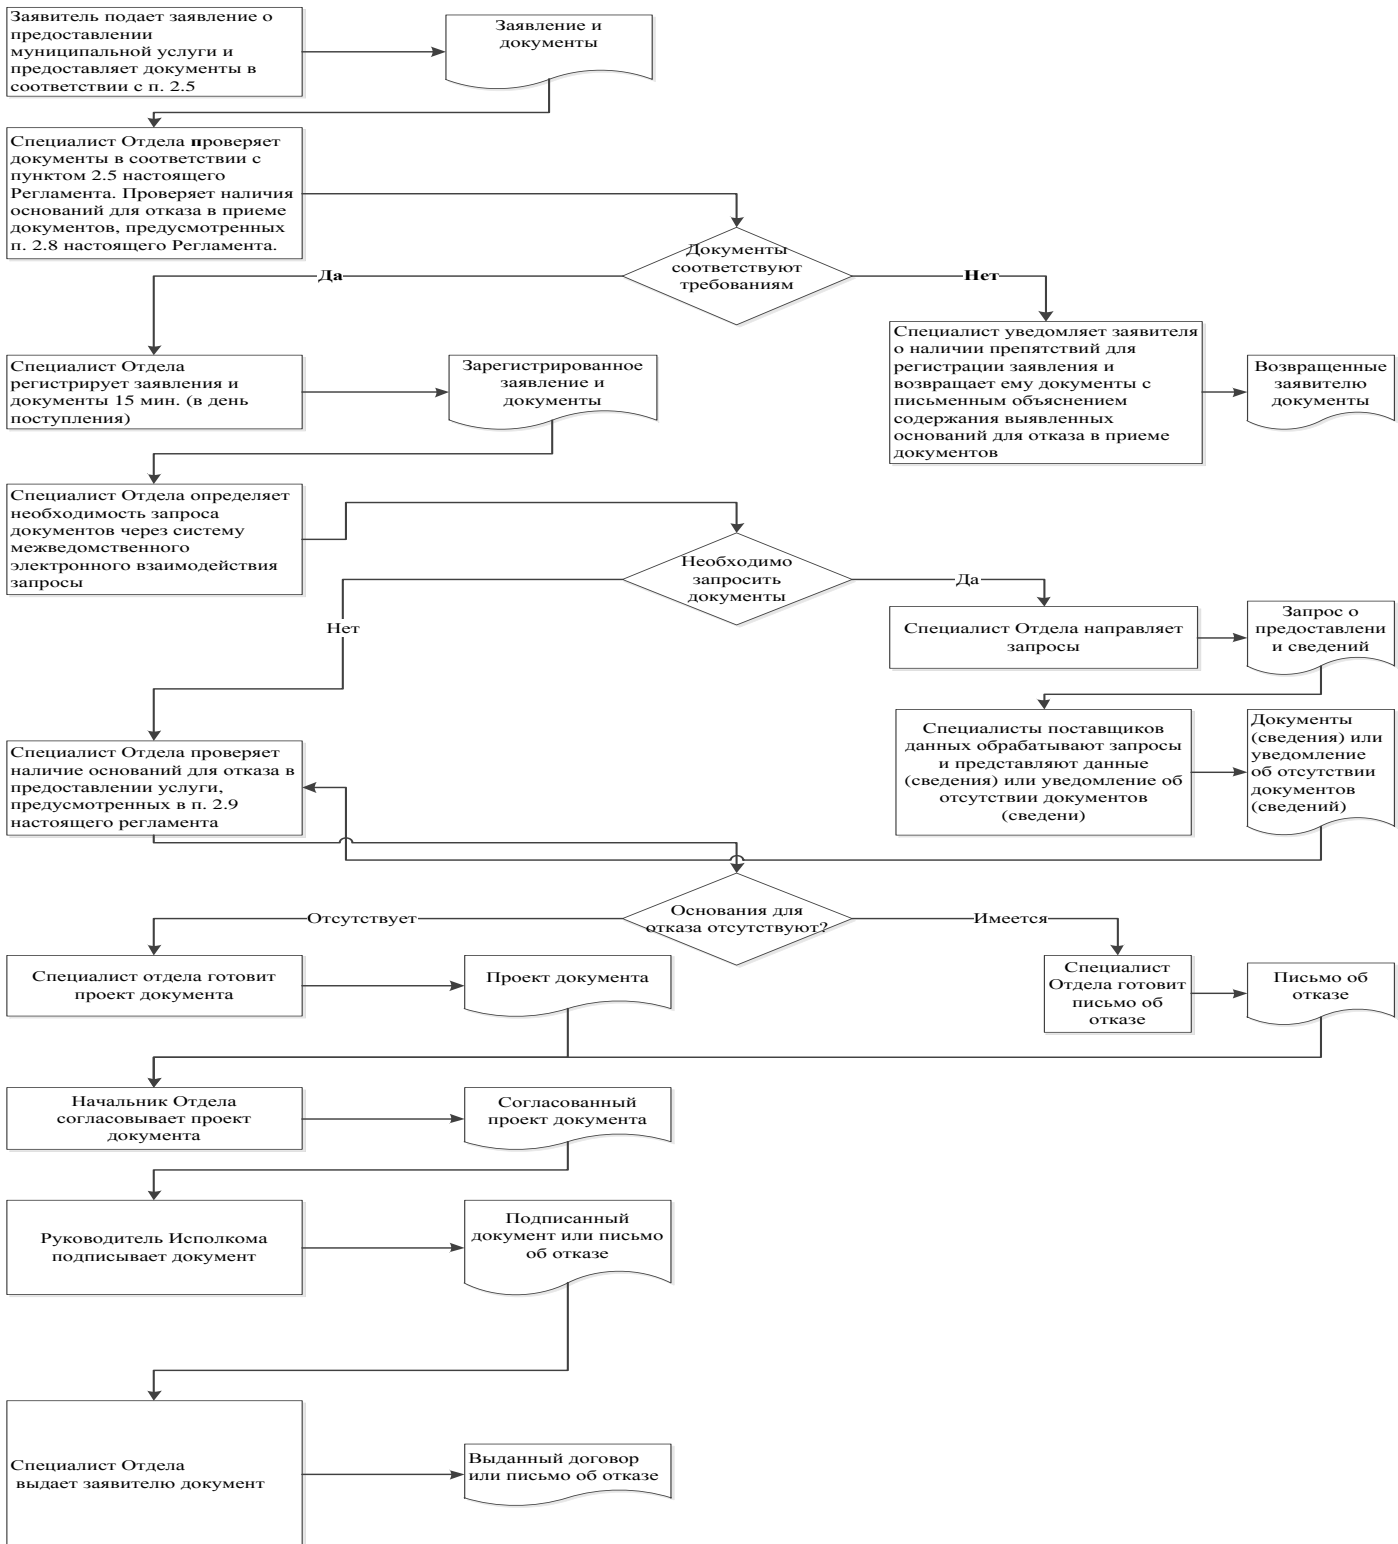 Заявитель подает заявление о
предоставлении
муниципальной услуги и
предоставляет документы в
соответствии с п. 2.5
Заявление и
документы
Специалист Отдела проверяет
документы в соответствии с
пунктом 2.5 настоящего
Регламента. Проверяет наличия
оснований для отказа в приеме
документов, предусмотренных
п. 2.8 настоящего Регламента.
Документы
соответствуют
требованиям
Да
Нет
Специалист Отдела
регистрирует заявления и
документы 15 мин. (в день
поступления)
Зарегистрированное
заявление и
документы
Специалист уведомляет заявителя
о наличии препятствий для
регистрации заявления и
возвращает ему документы с
письменным объяснением
содержания выявленных
оснований для отказа в приеме
документов
Возвращенные
заявителю
документы
Специалист Отдела определяет
необходимость запроса
документов через систему
межведомственного
электронного взаимодействия
запросы
Необходимо
запросить
документы
Да
Нет
Специалист Отдела направляет
запросы
Запрос о
предоставлени
и сведений
Специалист Отдела проверяет
наличие оснований для отказа в
предоставлении услуги,
предусмотренных в п. 2.9
настоящего регламента
Специалисты поставщиков
данных обрабатывают запросы
и представляют данные
(сведения) или уведомление об
отсутствии документов
(сведени)
Документы
(сведения) или
уведомление
об отсутствии
документов
(сведений)
Основания для
отказа отсутствуют?
Отсутствует
Имеется
Специалист отдела готовит
проект документа
Проект документа
Специалист
Отдела готовит
письмо об
отказе
Письмо об
отказе
Начальник Отдела
согласовывает проект
документа
Согласованный
проект документа
Руководитель Исполкома
подписывает документ
Подписанный
документ или письмо
об отказе
Специалист Отдела
выдает заявителю документ
Выданный договор
или письмо об отказе